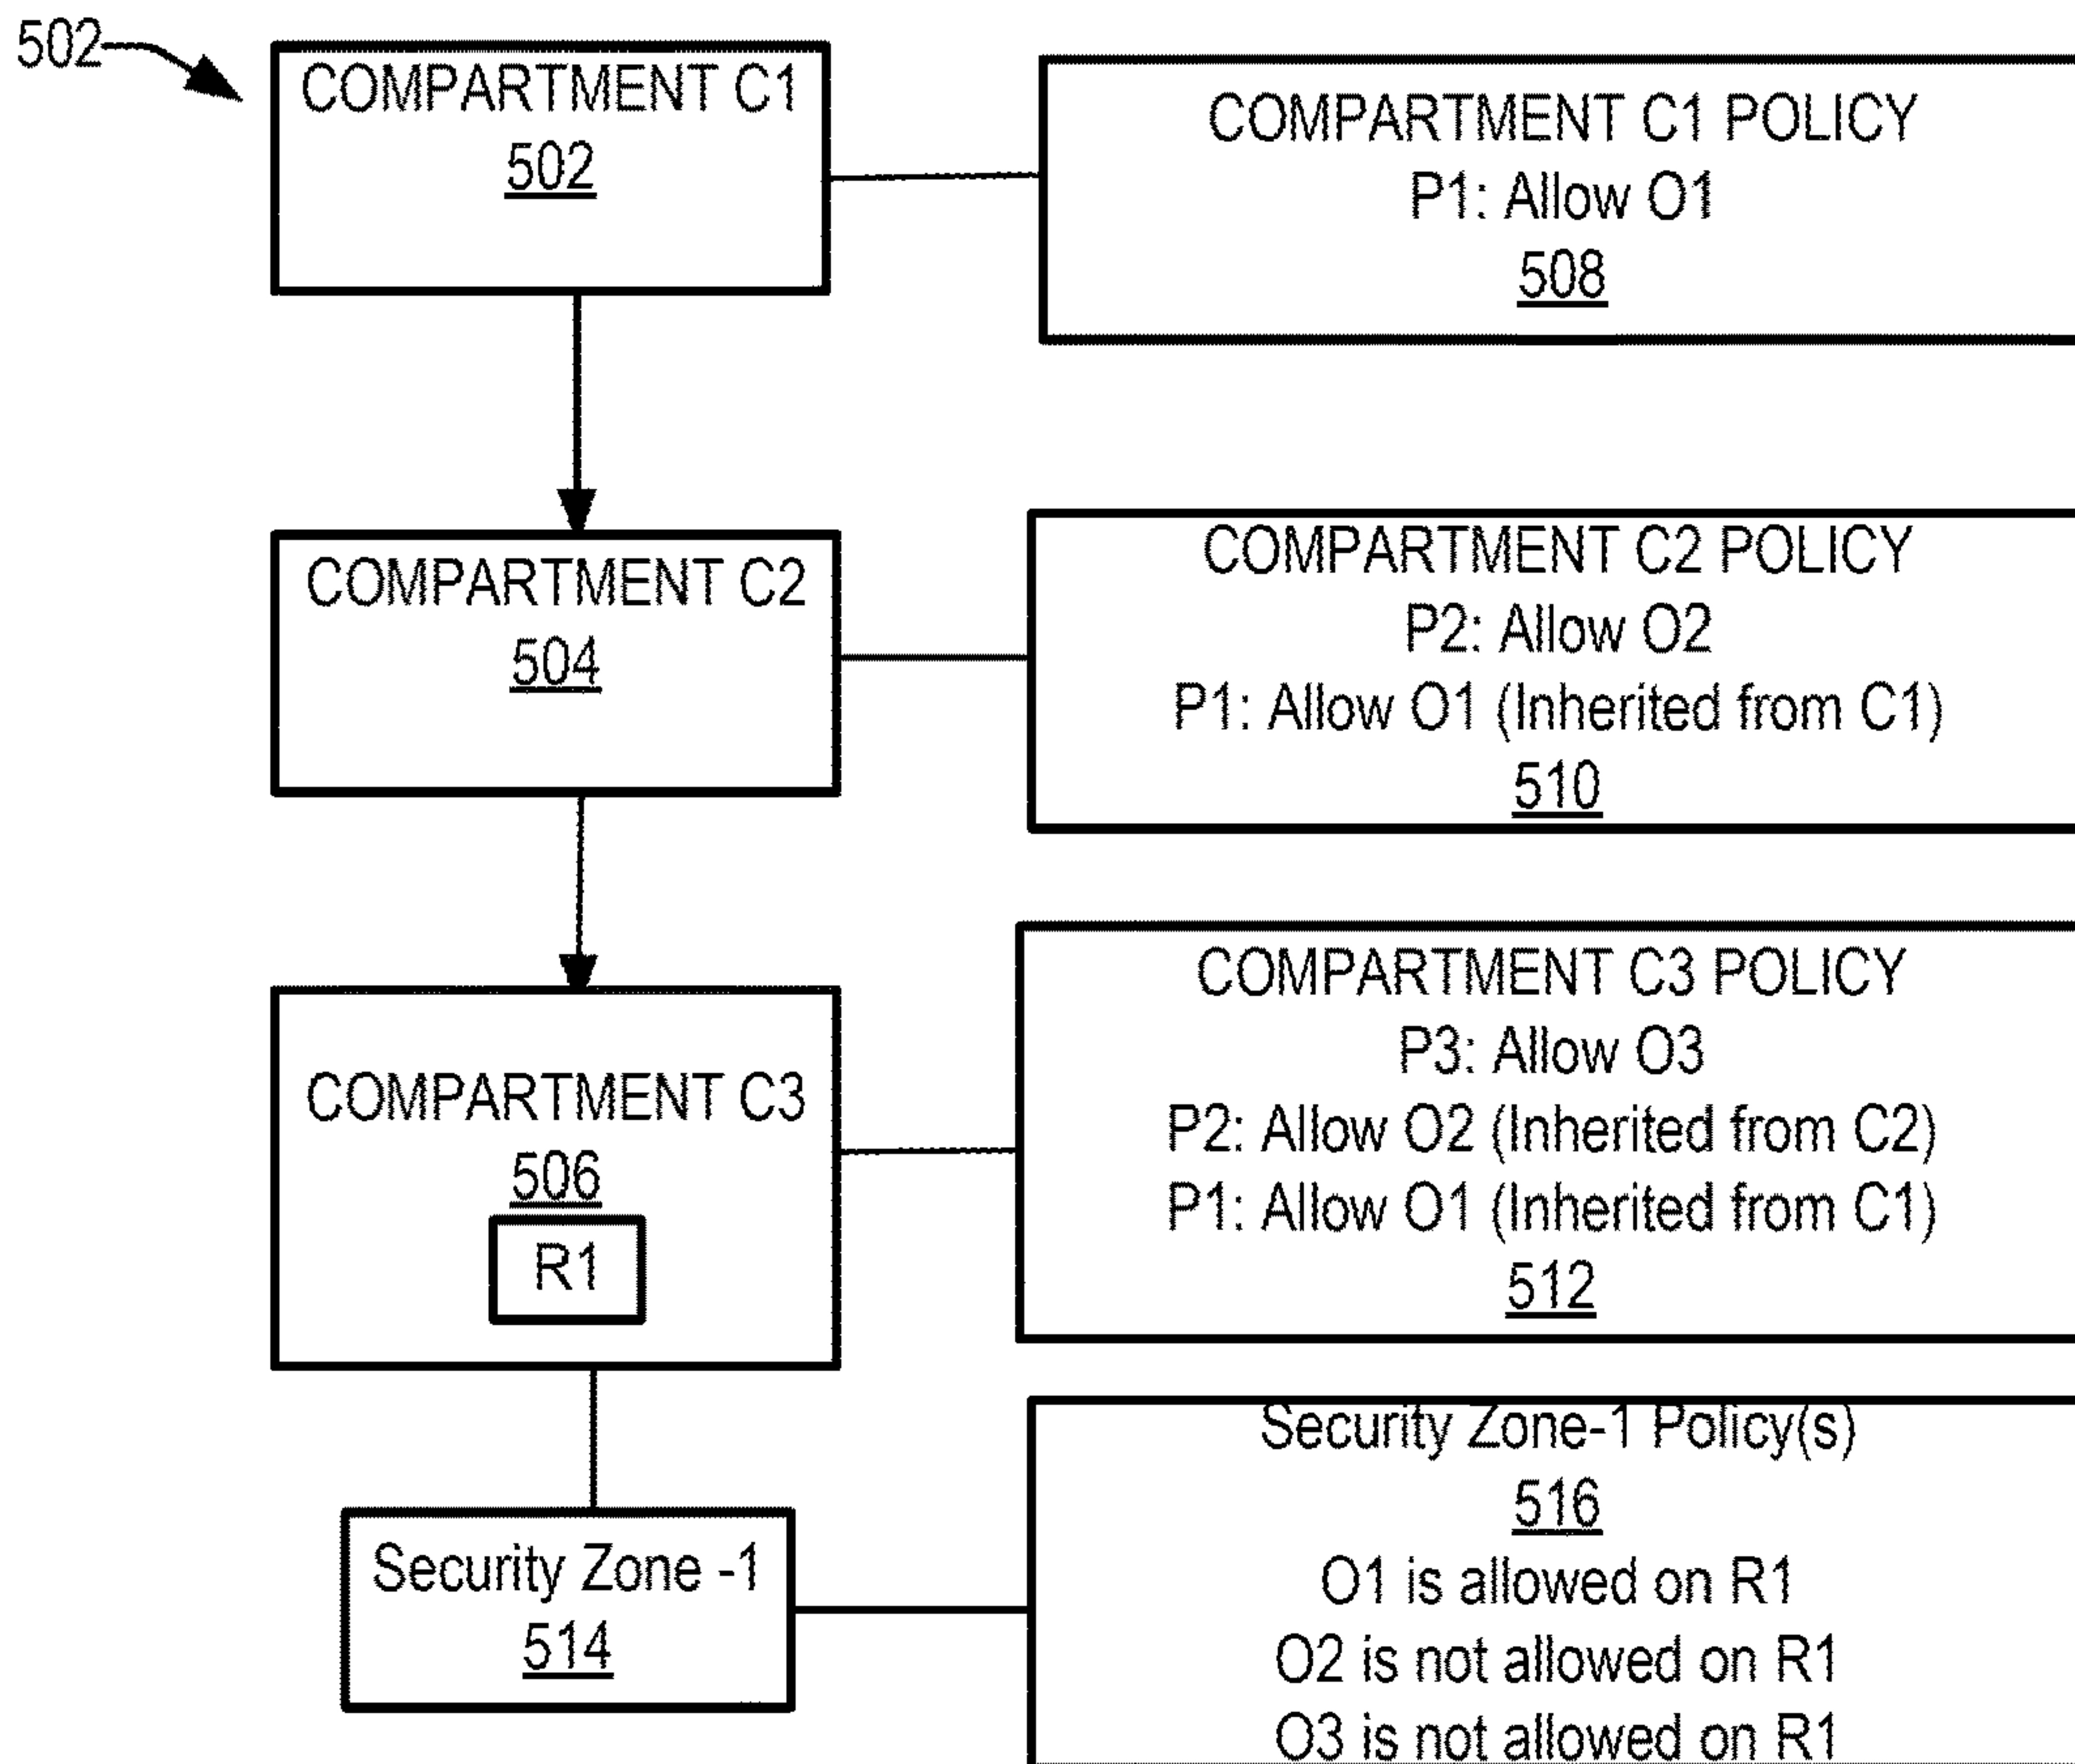 502
COMPARTMENT C1
502
COMPARTMENT C1 POLICY
P1: Allow O1
508
COMPARTMENT C2
504
COMPARTMENT C2 POLICY
P2: Allow O2
P1: Allow O1 (Inherited from C1)
510
COMPARTMENT C3
506
R1
COMPARTMENT C3 POLICY
P3: Allow O3
P2: Allow O2 (Inherited from C2)
P1: Allow O1 (Inherited from C1)
512
Security Zone -1
514
Security Zone-1 Policy(s)
516
O1 is allowed on R1
O2 is not allowed on R1
O3 is not allowed on R1